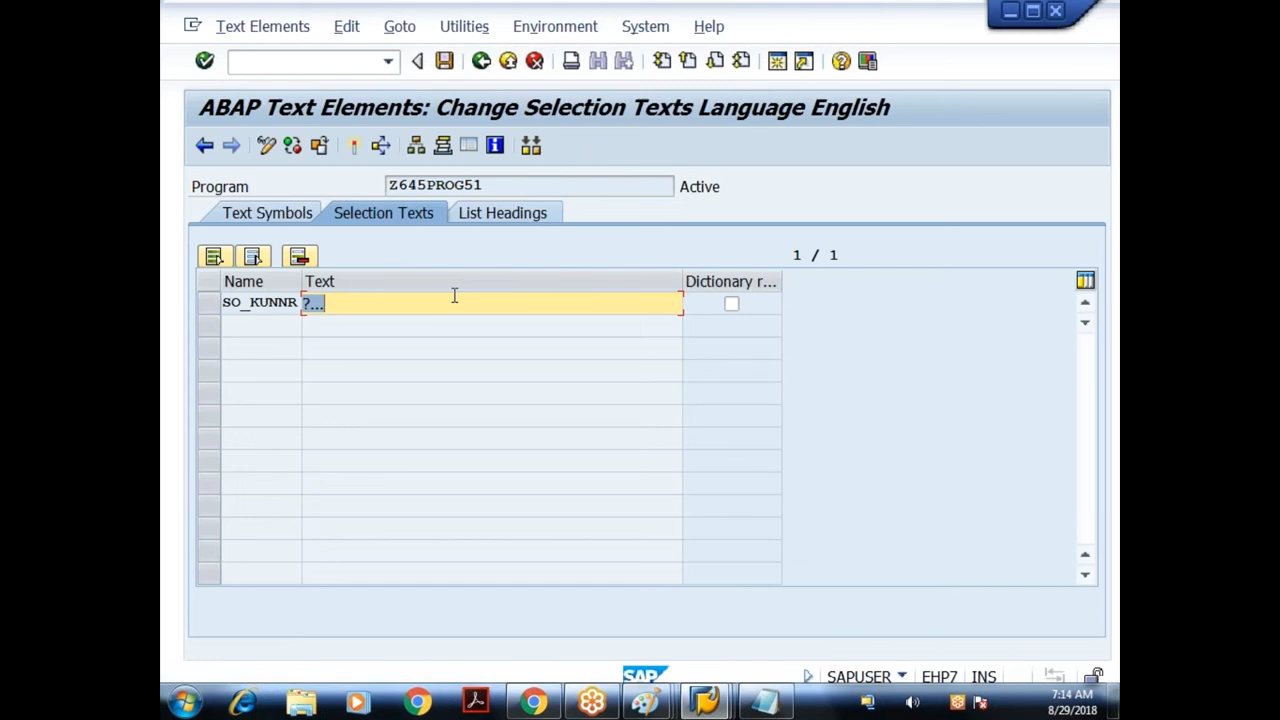 Text Elements Edit Goto Utilities Environment System Help
ABAP Text Elements: Change Selection Texts Language English
Program Z645PROG51 Active
Text Symbols Selection Texts List Headings
1 / 1
Name Text Dictionary r...
SO_KUNNR ?...
SAP
SAPUSER EHP7 INS
7:14 AM
8/29/2018